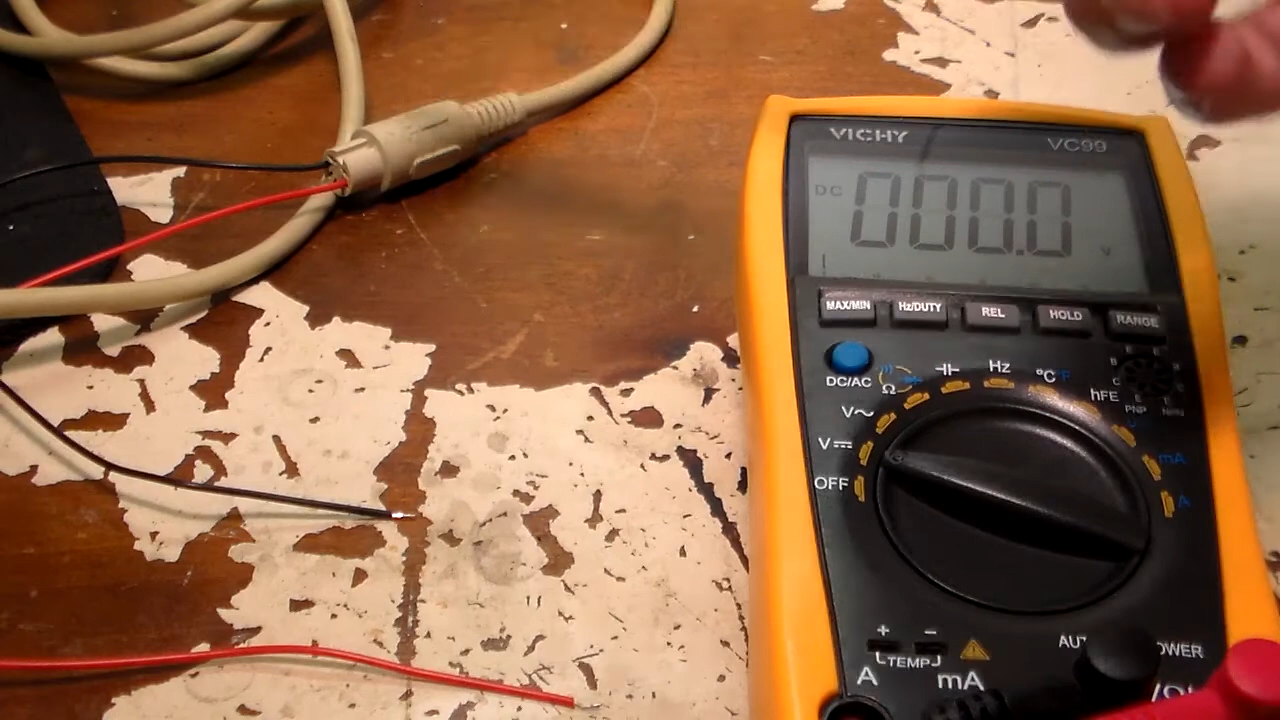 VICHY VC99
DC 000.0 V
MAX/MIN Hz/DUTY REL HOLD RANGE
DC/AC
Ω Hz °C °F
hFE
PNP NPN
V~
V⎓
OFF
mA
A
+ −
TEMP
A mA